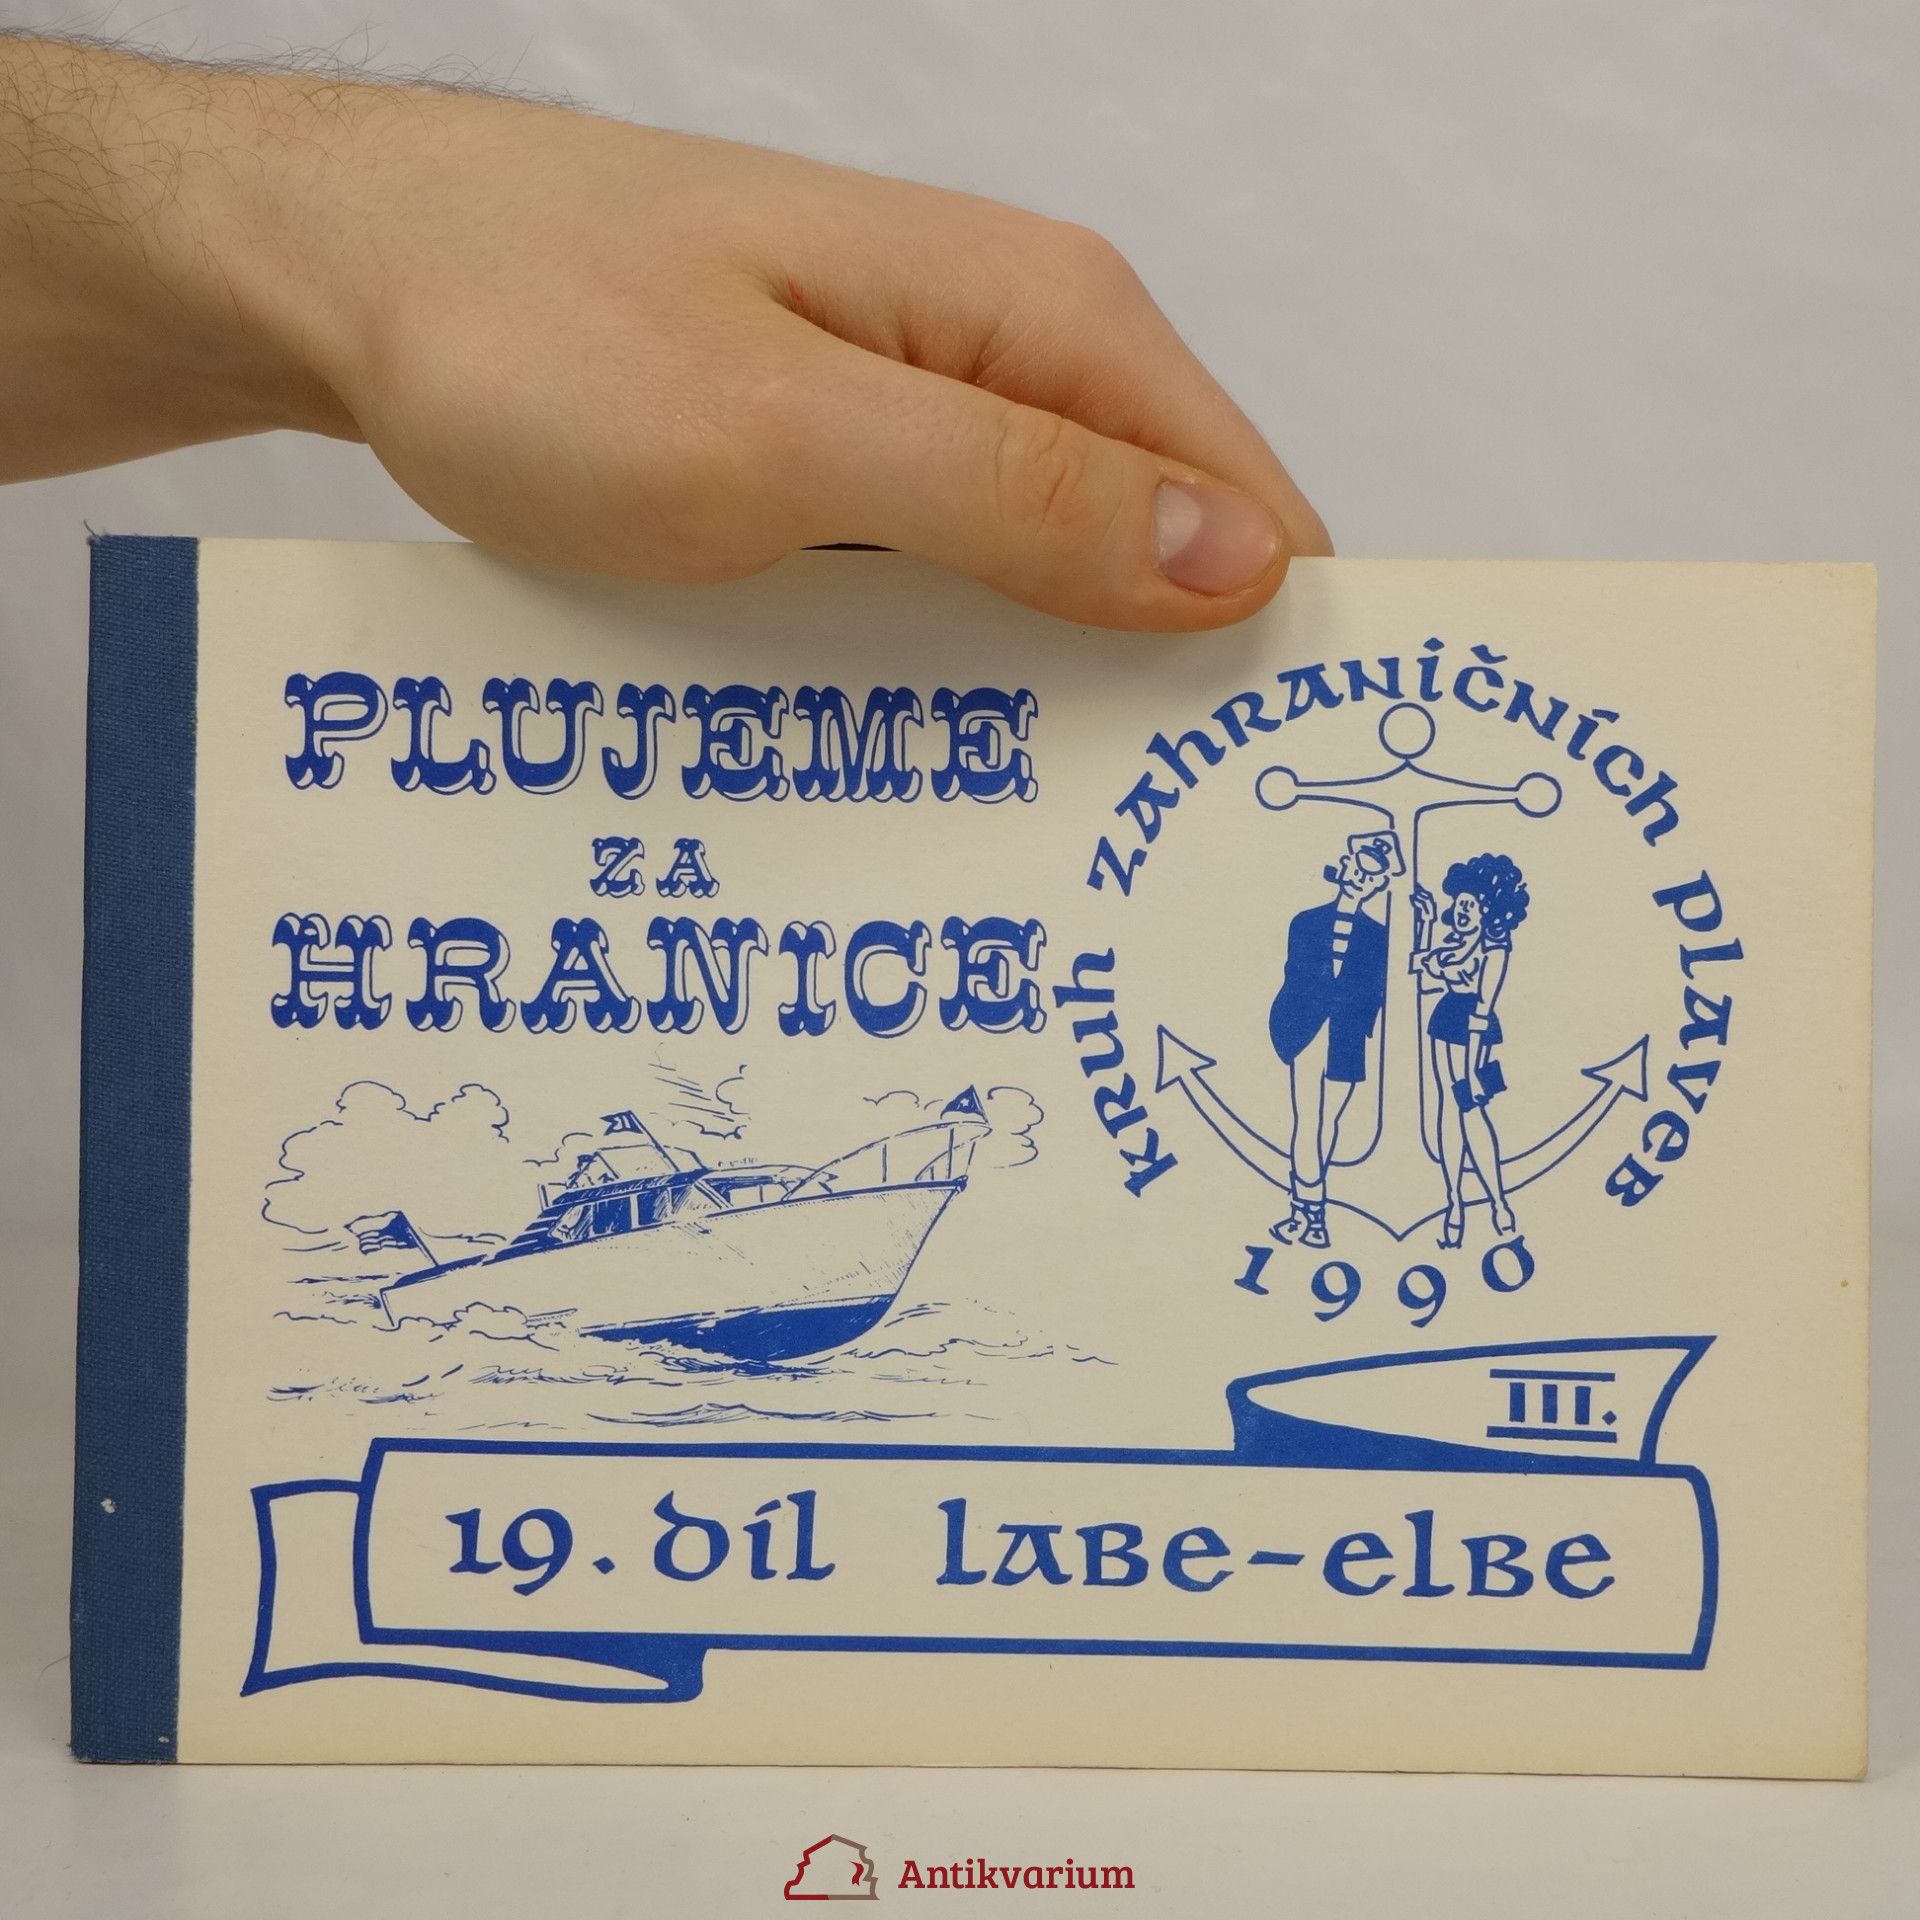 PLUJEME
ZA
HRANICE
kruh zahraničních plaveb
1990
III.
19. díl labe-elbe
Antikvarium